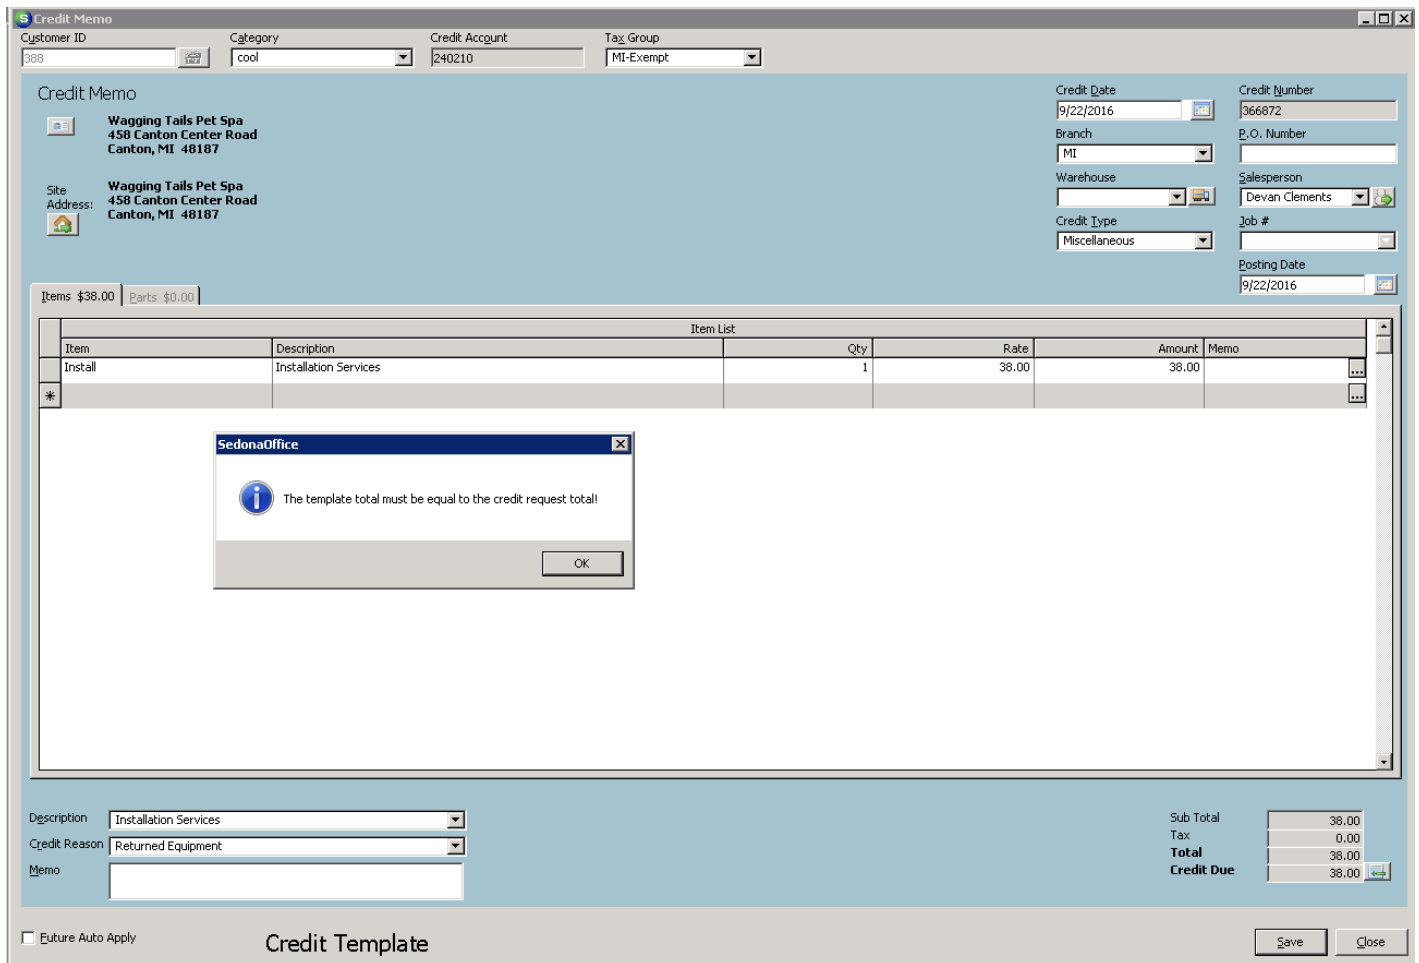 S Credit Memo
Customer ID
Category
Credit Account
Tax Group
388
cool
240210
MI-Exempt
Credit Memo
Wagging Tails Pet Spa
458 Canton Center Road
Canton, MI 48187
Site
Address:
Wagging Tails Pet Spa
458 Canton Center Road
Canton, MI 48187
Credit Date
Credit Number
9/22/2016
366872
Branch
P.O. Number
MI
Warehouse
Salesperson
Devan Clements
Credit Type
Job #
Miscellaneous
Posting Date
9/22/2016
Items $38.00
Parts $0.00
Item List
Item Description Qty Rate Amount Memo
Install Installation Services 1 38.00 38.00 ...
* ...
SedonaOffice
The template total must be equal to the credit request total!
OK
Description Installation Services
Credit Reason Returned Equipment
Memo
Sub Total 38.00
Tax 0.00
Total 38.00
Credit Due 38.00
Future Auto Apply
Credit Template
Save
Close